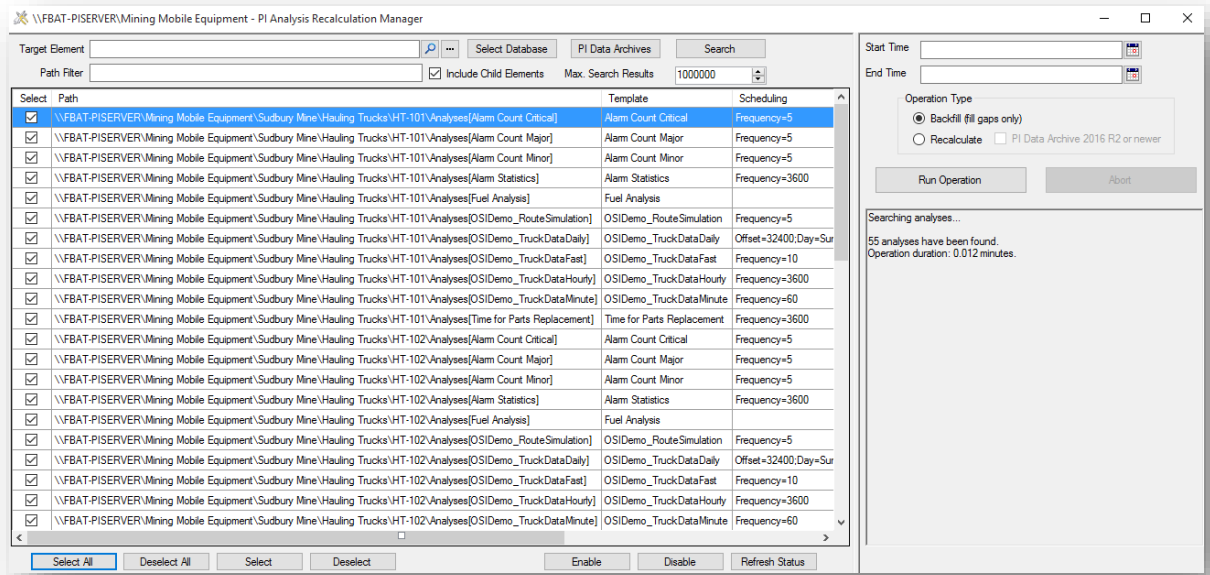 \\FBAT-PISERVER\Mining Mobile Equipment - PI Analysis Recalculation Manager
Target Element ... Select Database PI Data Archives Search
Path Filter Include Child Elements Max. Search Results 1000000
Select Path Template Scheduling
\\FBAT-PISERVER\Mining Mobile Equipment\Sudbury Mine\Hauling Trucks\HT-101\Analyses[Alarm Count Critical] Alarm Count Critical Frequency=5
\\FBAT-PISERVER\Mining Mobile Equipment\Sudbury Mine\Hauling Trucks\HT-101\Analyses[Alarm Count Major] Alarm Count Major Frequency=5
\\FBAT-PISERVER\Mining Mobile Equipment\Sudbury Mine\Hauling Trucks\HT-101\Analyses[Alarm Count Minor] Alarm Count Minor Frequency=5
\\FBAT-PISERVER\Mining Mobile Equipment\Sudbury Mine\Hauling Trucks\HT-101\Analyses[Alarm Statistics] Alarm Statistics Frequency=3600
\\FBAT-PISERVER\Mining Mobile Equipment\Sudbury Mine\Hauling Trucks\HT-101\Analyses[Fuel Analysis] Fuel Analysis
\\FBAT-PISERVER\Mining Mobile Equipment\Sudbury Mine\Hauling Trucks\HT-101\Analyses[OSIDemo_RouteSimulation] OSIDemo_RouteSimulation Frequency=5
\\FBAT-PISERVER\Mining Mobile Equipment\Sudbury Mine\Hauling Trucks\HT-101\Analyses[OSIDemo_TruckDataDaily] OSIDemo_TruckDataDaily Offset=32400;Day=Sur
\\FBAT-PISERVER\Mining Mobile Equipment\Sudbury Mine\Hauling Trucks\HT-101\Analyses[OSIDemo_TruckDataFast] OSIDemo_TruckDataFast Frequency=10
\\FBAT-PISERVER\Mining Mobile Equipment\Sudbury Mine\Hauling Trucks\HT-101\Analyses[OSIDemo_TruckDataHourly] OSIDemo_TruckDataHourly Frequency=3600
\\FBAT-PISERVER\Mining Mobile Equipment\Sudbury Mine\Hauling Trucks\HT-101\Analyses[OSIDemo_TruckDataMinute] OSIDemo_TruckDataMinute Frequency=60
\\FBAT-PISERVER\Mining Mobile Equipment\Sudbury Mine\Hauling Trucks\HT-101\Analyses[Time for Parts Replacement] Time for Parts Replacement Frequency=3600
\\FBAT-PISERVER\Mining Mobile Equipment\Sudbury Mine\Hauling Trucks\HT-102\Analyses[Alarm Count Critical] Alarm Count Critical Frequency=5
\\FBAT-PISERVER\Mining Mobile Equipment\Sudbury Mine\Hauling Trucks\HT-102\Analyses[Alarm Count Major] Alarm Count Major Frequency=5
\\FBAT-PISERVER\Mining Mobile Equipment\Sudbury Mine\Hauling Trucks\HT-102\Analyses[Alarm Count Minor] Alarm Count Minor Frequency=5
\\FBAT-PISERVER\Mining Mobile Equipment\Sudbury Mine\Hauling Trucks\HT-102\Analyses[Alarm Statistics] Alarm Statistics Frequency=3600
\\FBAT-PISERVER\Mining Mobile Equipment\Sudbury Mine\Hauling Trucks\HT-102\Analyses[Fuel Analysis] Fuel Analysis
\\FBAT-PISERVER\Mining Mobile Equipment\Sudbury Mine\Hauling Trucks\HT-102\Analyses[OSIDemo_RouteSimulation] OSIDemo_RouteSimulation Frequency=5
\\FBAT-PISERVER\Mining Mobile Equipment\Sudbury Mine\Hauling Trucks\HT-102\Analyses[OSIDemo_TruckDataDaily] OSIDemo_TruckDataDaily Offset=32400;Day=Sur
\\FBAT-PISERVER\Mining Mobile Equipment\Sudbury Mine\Hauling Trucks\HT-102\Analyses[OSIDemo_TruckDataFast] OSIDemo_TruckDataFast Frequency=10
\\FBAT-PISERVER\Mining Mobile Equipment\Sudbury Mine\Hauling Trucks\HT-102\Analyses[OSIDemo_TruckDataHourly] OSIDemo_TruckDataHourly Frequency=3600
\\FBAT-PISERVER\Mining Mobile Equipment\Sudbury Mine\Hauling Trucks\HT-102\Analyses[OSIDemo_TruckDataMinute] OSIDemo_TruckDataMinute Frequency=60
Select All Deselect All Select Deselect Enable Disable Refresh Status
Start Time
End Time
Operation Type
Backfill (fill gaps only)
Recalculate PI Data Archive 2016 R2 or newer
Run Operation Abort
Searching analyses...
55 analyses have been found.
Operation duration: 0.012 minutes.